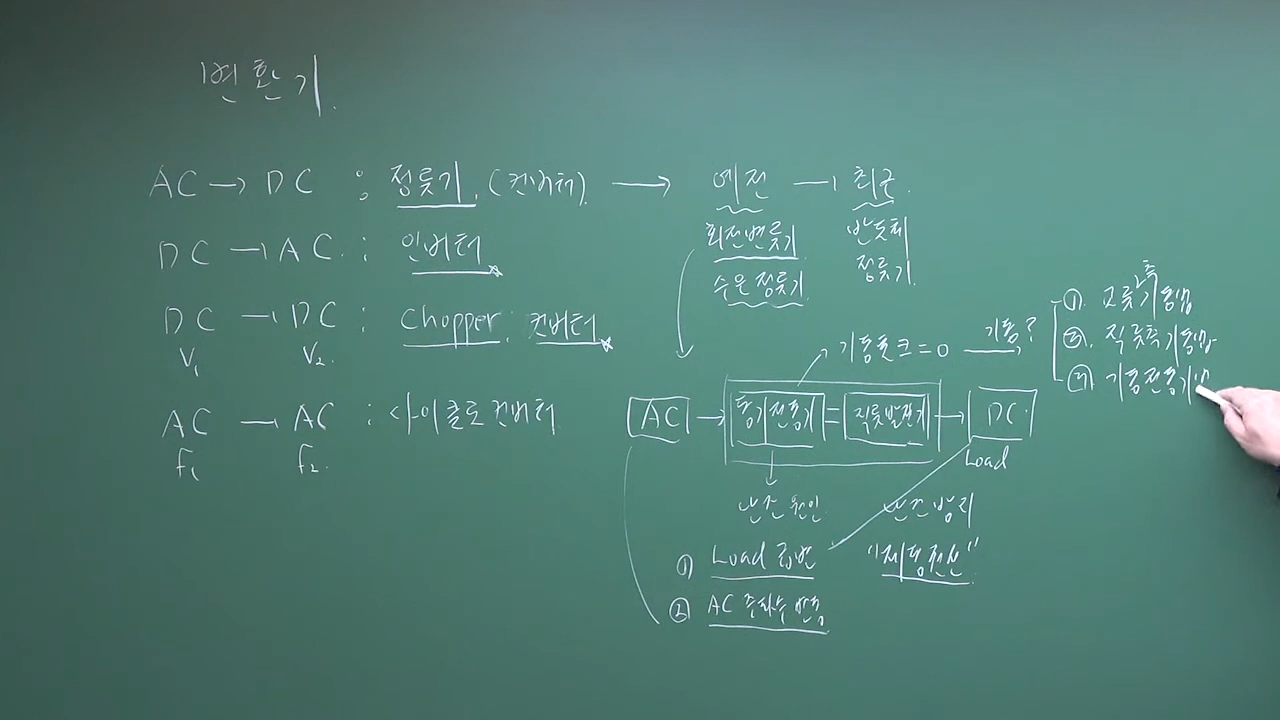 변환기.
AC → DC : 정류기. (컨버터) → 예전 → 최근.
회전변류기
수은정류기
반도체
정류기
DC → AC : 인버터
DC → DC : chopper. 컨버터
V₁ V₂.
AC → AC : 사이클로컨버터
f₁ f₂.
기동토크=0 → 기동?
①. 교류측기동법
②. 직류측기동법
③. 기동전동기법
AC → 동기전동기 = 직류발전기 → DC.
Load
난조원인
난조방지
① Load 급변
"제동권선"
② AC 주파수변동